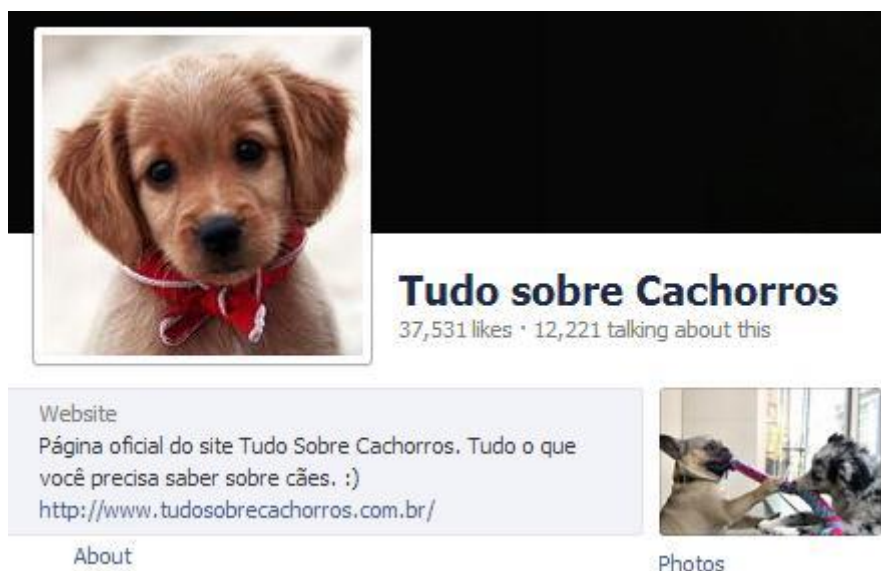 Tudo sobre Cachorros
37,531 likes · 12,221 talking about this
Website
Página oficial do site Tudo Sobre Cachorros. Tudo o que
você precisa saber sobre cães. :)
http://www.tudosobrecachorros.com.br/
About
Photos